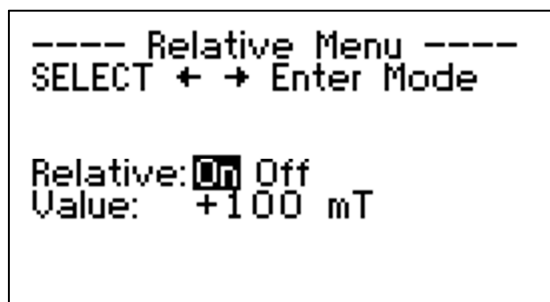 ---- Relative Menu ----
SELECT ← → Enter Mode
Relative: On Off
Value: +100 mT